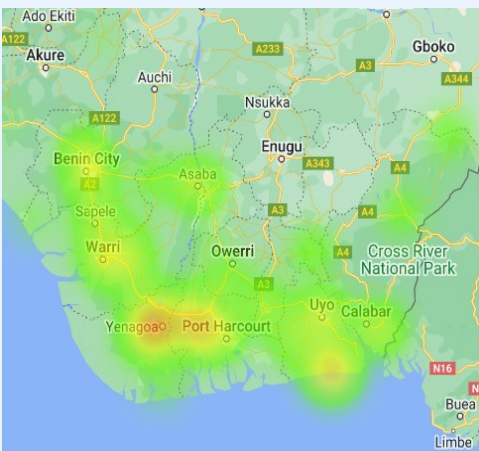 Ado Ekiti
A122
Akure
A233
Gboko
A3
A344
Auchi
Nsukka
A122
Enugu
Benin City
A343
A4
A2
Asaba
Sapele
A3
A4
Warri
Owerri
A4
Cross River
National Park
A3
Uyo
Calabar
Yenagoa
Port Harcourt
N16
N
Buea
Limbe